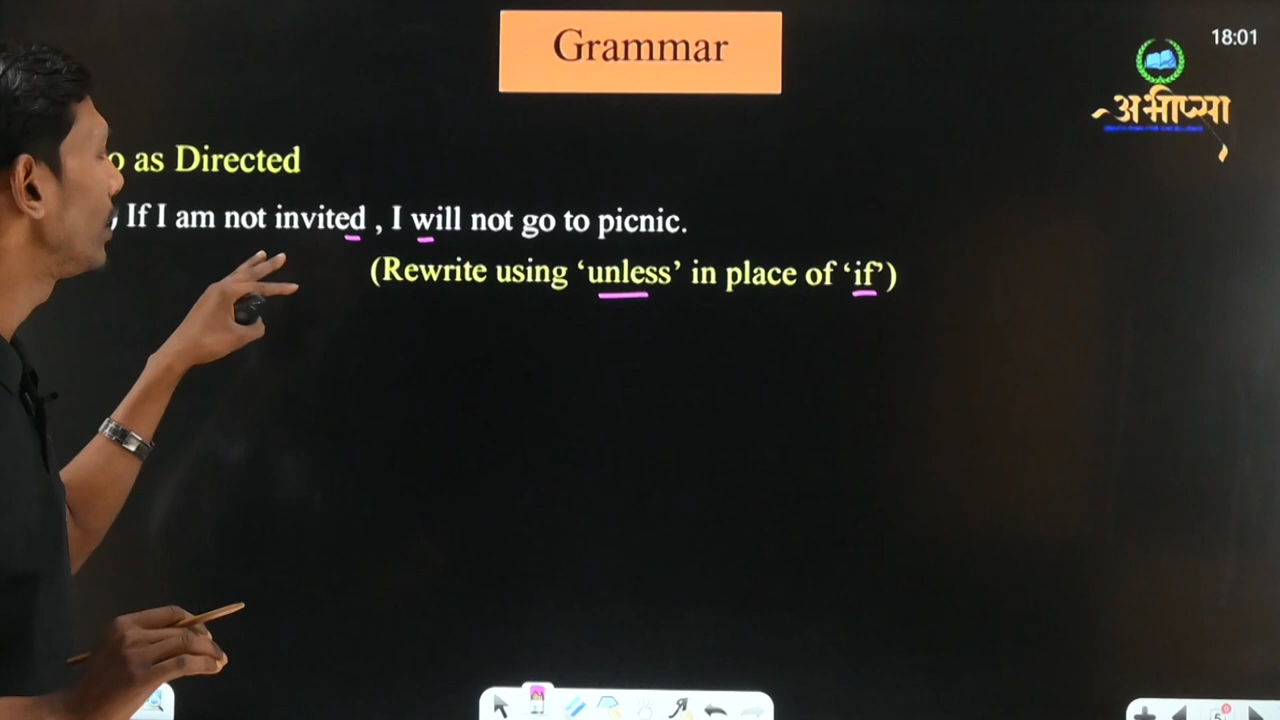 Grammar
18:01
अभीप्सा
as Directed
If I am not invited , I will not go to picnic.
(Rewrite using ‘unless’ in place of ‘if’)